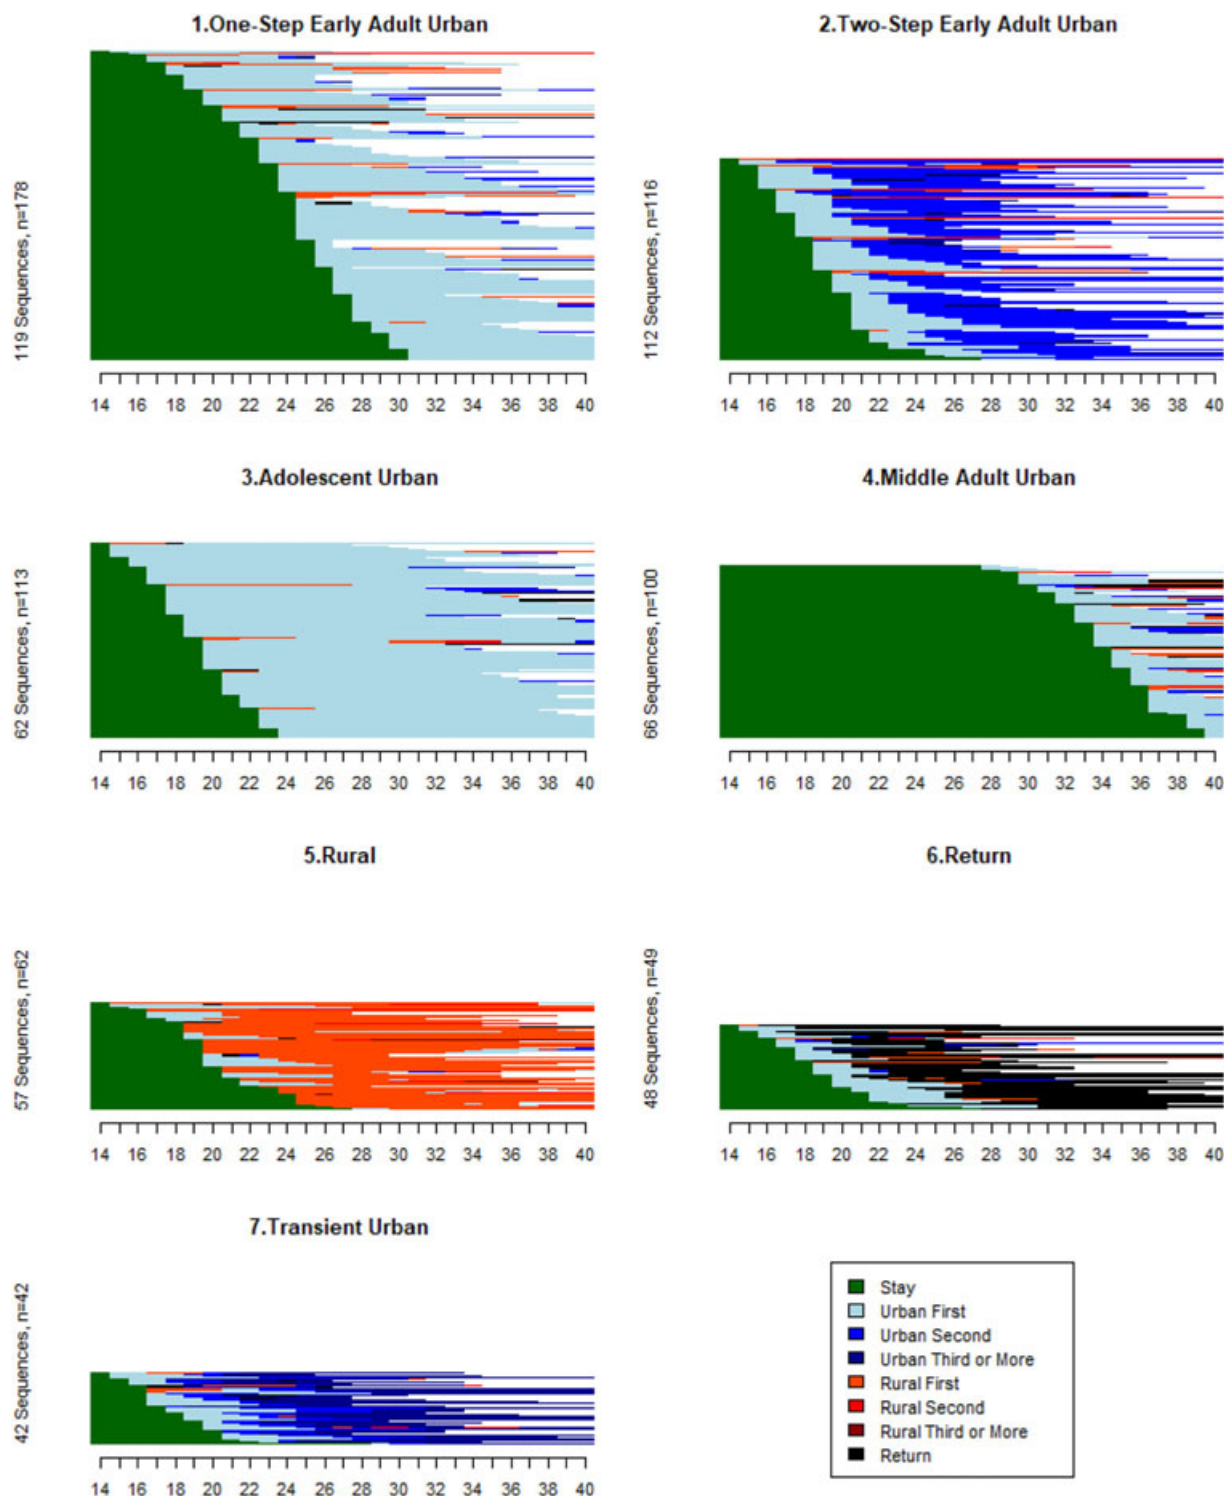 1.One-Step Early Adult Urban
2.Two-Step Early Adult Urban
119 Sequences, n=178
112 Sequences, n=116
14 16 18 20 22 24 26 28 30 32 34 36 38 40
14 16 18 20 22 24 26 28 30 32 34 36 38 40
3.Adolescent Urban
4.Middle Adult Urban
62 Sequences, n=113
66 Sequences, n=100
14 16 18 20 22 24 26 28 30 32 34 36 38 40
14 16 18 20 22 24 26 28 30 32 34 36 38 40
5.Rural
6.Return
57 Sequences, n=62
48 Sequences, n=49
14 16 18 20 22 24 26 28 30 32 34 36 38 40
14 16 18 20 22 24 26 28 30 32 34 36 38 40
7.Transient Urban
42 Sequences, n=42
14 16 18 20 22 24 26 28 30 32 34 36 38 40
Stay
Urban First
Urban Second
Urban Third or More
Rural First
Rural Second
Rural Third or More
Return